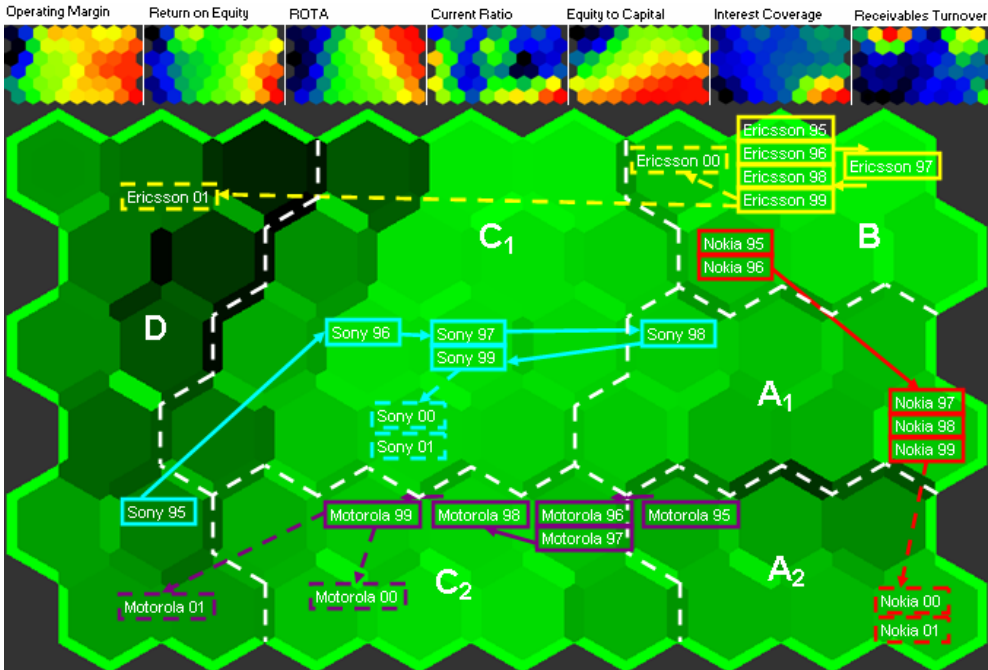 Operating Margin
Return on Equity
ROTA
Current Ratio
Equity to Capital
Interest Coverage
Receivables Turnover
Ericsson 95
Ericsson 00
Ericsson 96
Ericsson 97
Ericsson 98
Ericsson 01
Ericsson 99
C1
B
Nokia 95
Nokia 96
D
Sony 96
Sony 97
Sony 98
Sony 99
A1
Nokia 97
Sony 00
Nokia 98
Sony 01
Nokia 99
Sony 95
Motorola 99
Motorola 98
Motorola 96
Motorola 95
Motorola 97
C2
A2
Motorola 01
Motorola 00
Nokia 00
Nokia 01